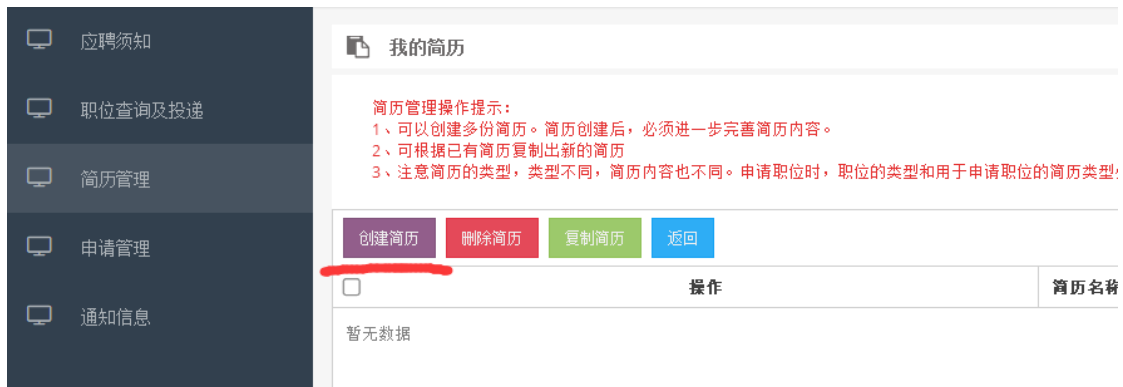 应聘须知
职位查询及投递
简历管理
申请管理
通知信息
我的简历
简历管理操作提示：
1、可以创建多份简历。简历创建后，必须进一步完善简历内容。
2、可根据已有简历复制出新的简历
3、注意简历的类型，类型不同，简历内容也不同。申请职位时，职位的类型和用于申请职位的简历类型
创建简历 删除简历 复制简历 返回
操作 简历名称
暂无数据